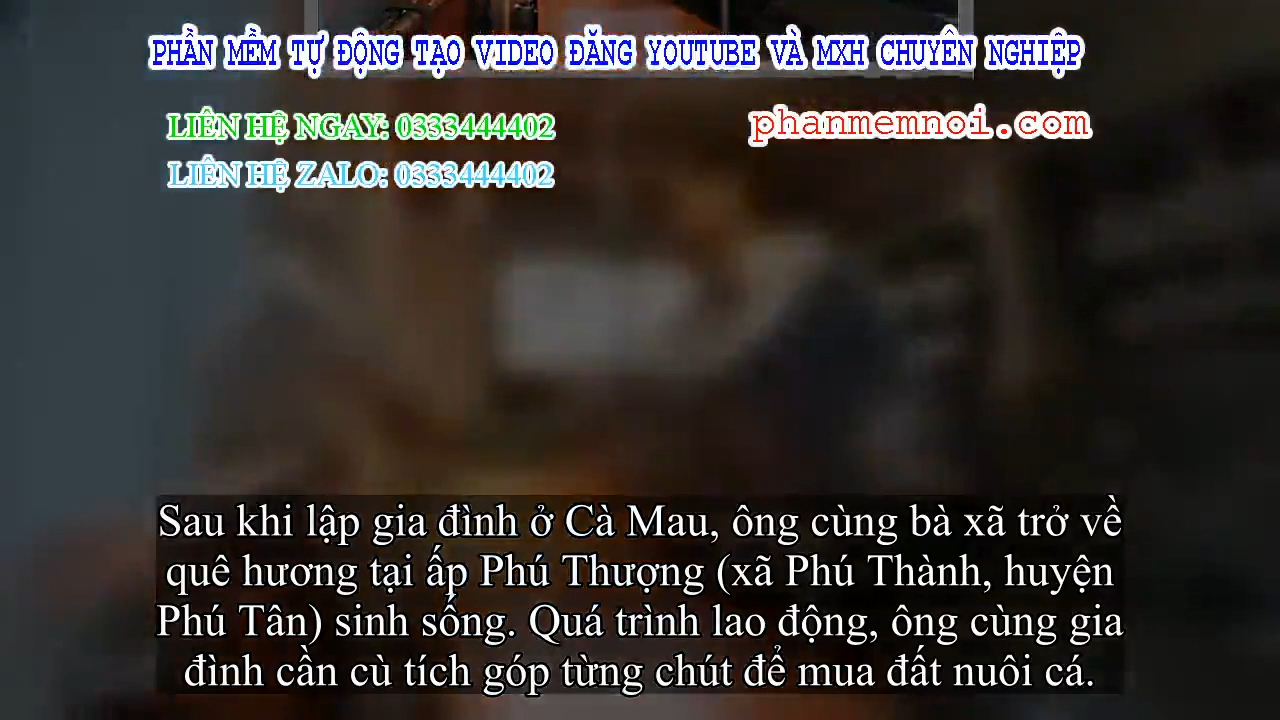 PHẦN MỀM TỰ ĐỘNG TẠO VIDEO ĐĂNG YOUTUBE VÀ MXH CHUYÊN NGHIỆP
LIÊN HỆ NGAY: 0333444402
phanmemnoi.com
LIÊN HỆ ZALO: 0333444402
Sau khi lập gia đình ở Cà Mau, ông cùng bà xã trở về
quê hương tại ấp Phú Thượng (xã Phú Thành, huyện
Phú Tân) sinh sống. Quá trình lao động, ông cùng gia
đình cần cù tích góp từng chút để mua đất nuôi cá.